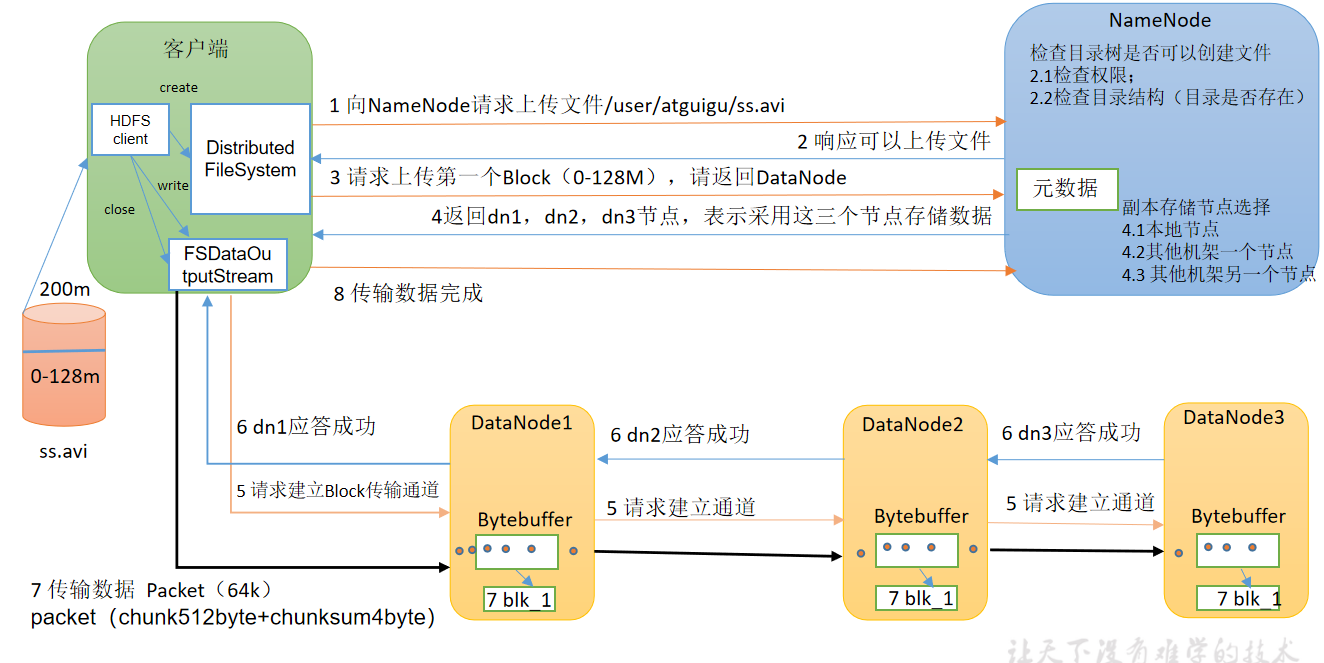 客户端
create
HDFS
client
Distributed
FileSystem
write
close
FSDataOu
tputStream
1 向NameNode请求上传文件/user/atguigu/ss.avi
2 响应可以上传文件
3 请求上传第一个Block（0-128M），请返回DataNode
4返回dn1，dn2，dn3节点，表示采用这三个节点存储数据
8 传输数据完成
NameNode
检查目录树是否可以创建文件
2.1检查权限；
2.2检查目录结构（目录是否存在）
元数据
副本存储节点选择
4.1本地节点
4.2其他机架一个节点
4.3 其他机架另一个节点
200m
0-128m
ss.avi
6 dn1应答成功
5 请求建立Block传输通道
DataNode1
Bytebuffer
7 blk_1
6 dn2应答成功
5 请求建立通道
DataNode2
Bytebuffer
7 blk_1
6 dn3应答成功
5 请求建立通道
DataNode3
Bytebuffer
7 blk_1
7 传输数据 Packet（64k）
packet（chunk512byte+chunksum4byte）
让天下没有难学的技术